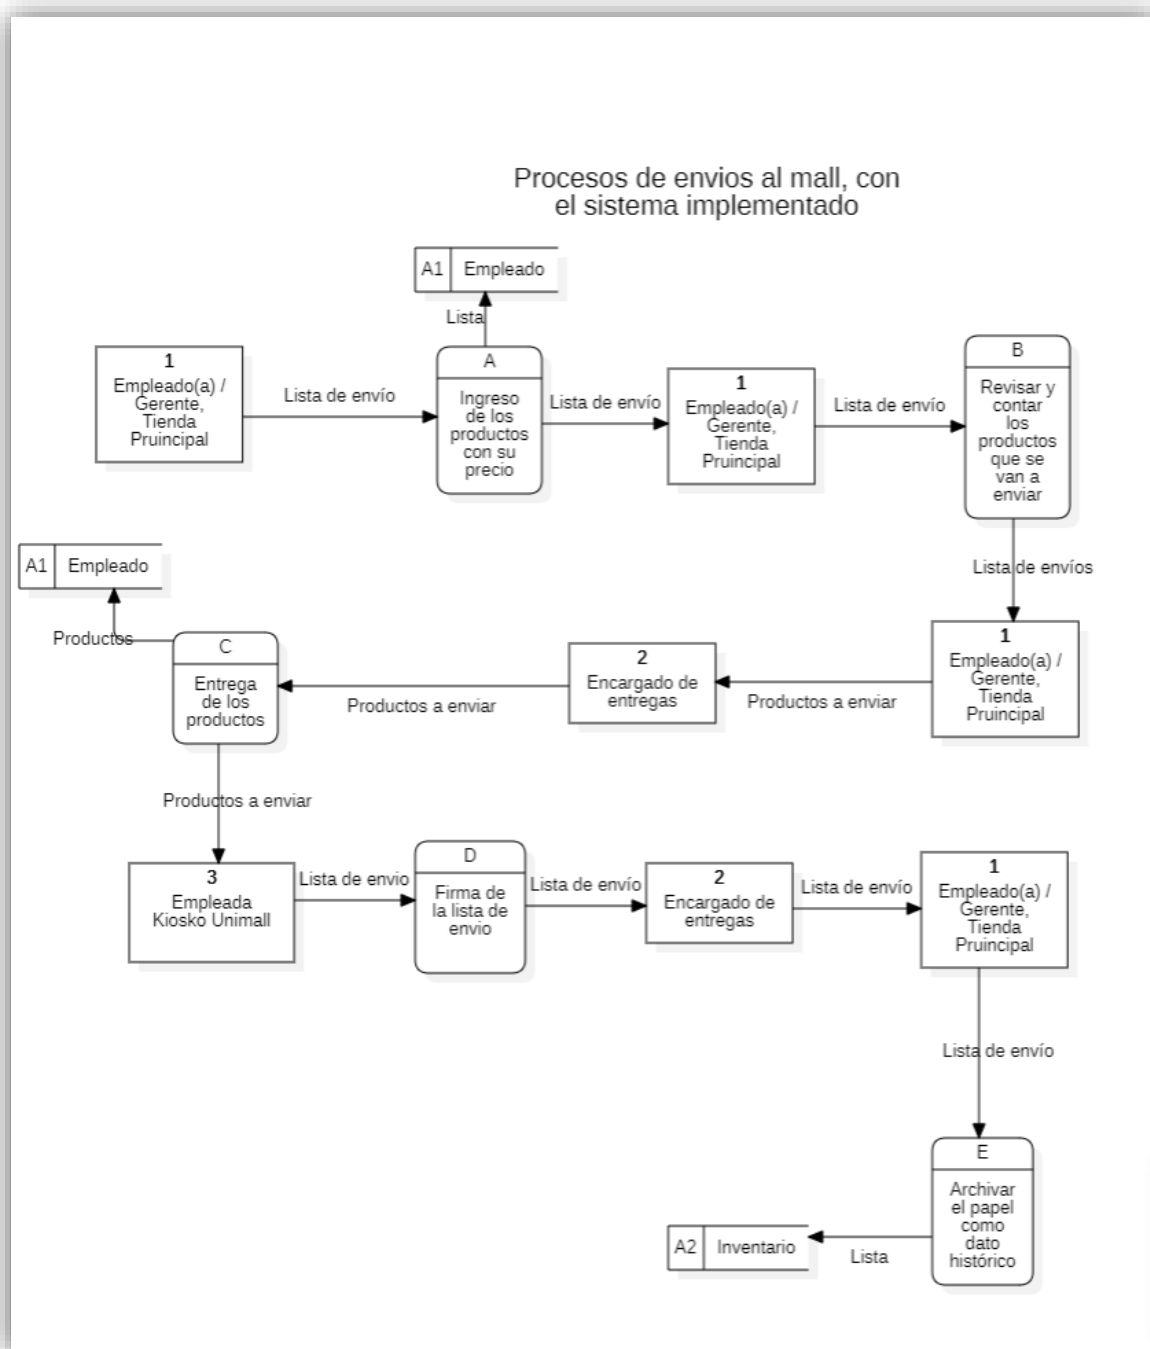 Procesos de envios al mall, con
el sistema implementado
A1
Empleado
Lista
1
Empleado(a) /
Gerente,
Tienda
Pruincipal
Lista de envío
A
Ingreso
de los
productos
con su
precio
Lista de envío
1
Empleado(a) /
Gerente,
Tienda
Pruincipal
Lista de envío
B
Revisar y
contar
los
productos
que se
van a
enviar
Lista de envíos
1
Empleado(a) /
Gerente,
Tienda
Pruincipal
Productos a enviar
2
Encargado de
entregas
Productos a enviar
C
Entrega
de los
productos
Productos
A1
Empleado
Productos a enviar
3
Empleada
Kiosko Unimall
Lista de envio
D
Firma de
la lista de
envio
Lista de envío
2
Encargado de
entregas
Lista de envío
1
Empleado(a) /
Gerente,
Tienda
Pruincipal
Lista de envío
E
Archivar
el papel
como
dato
histórico
Lista
A2
Inventario